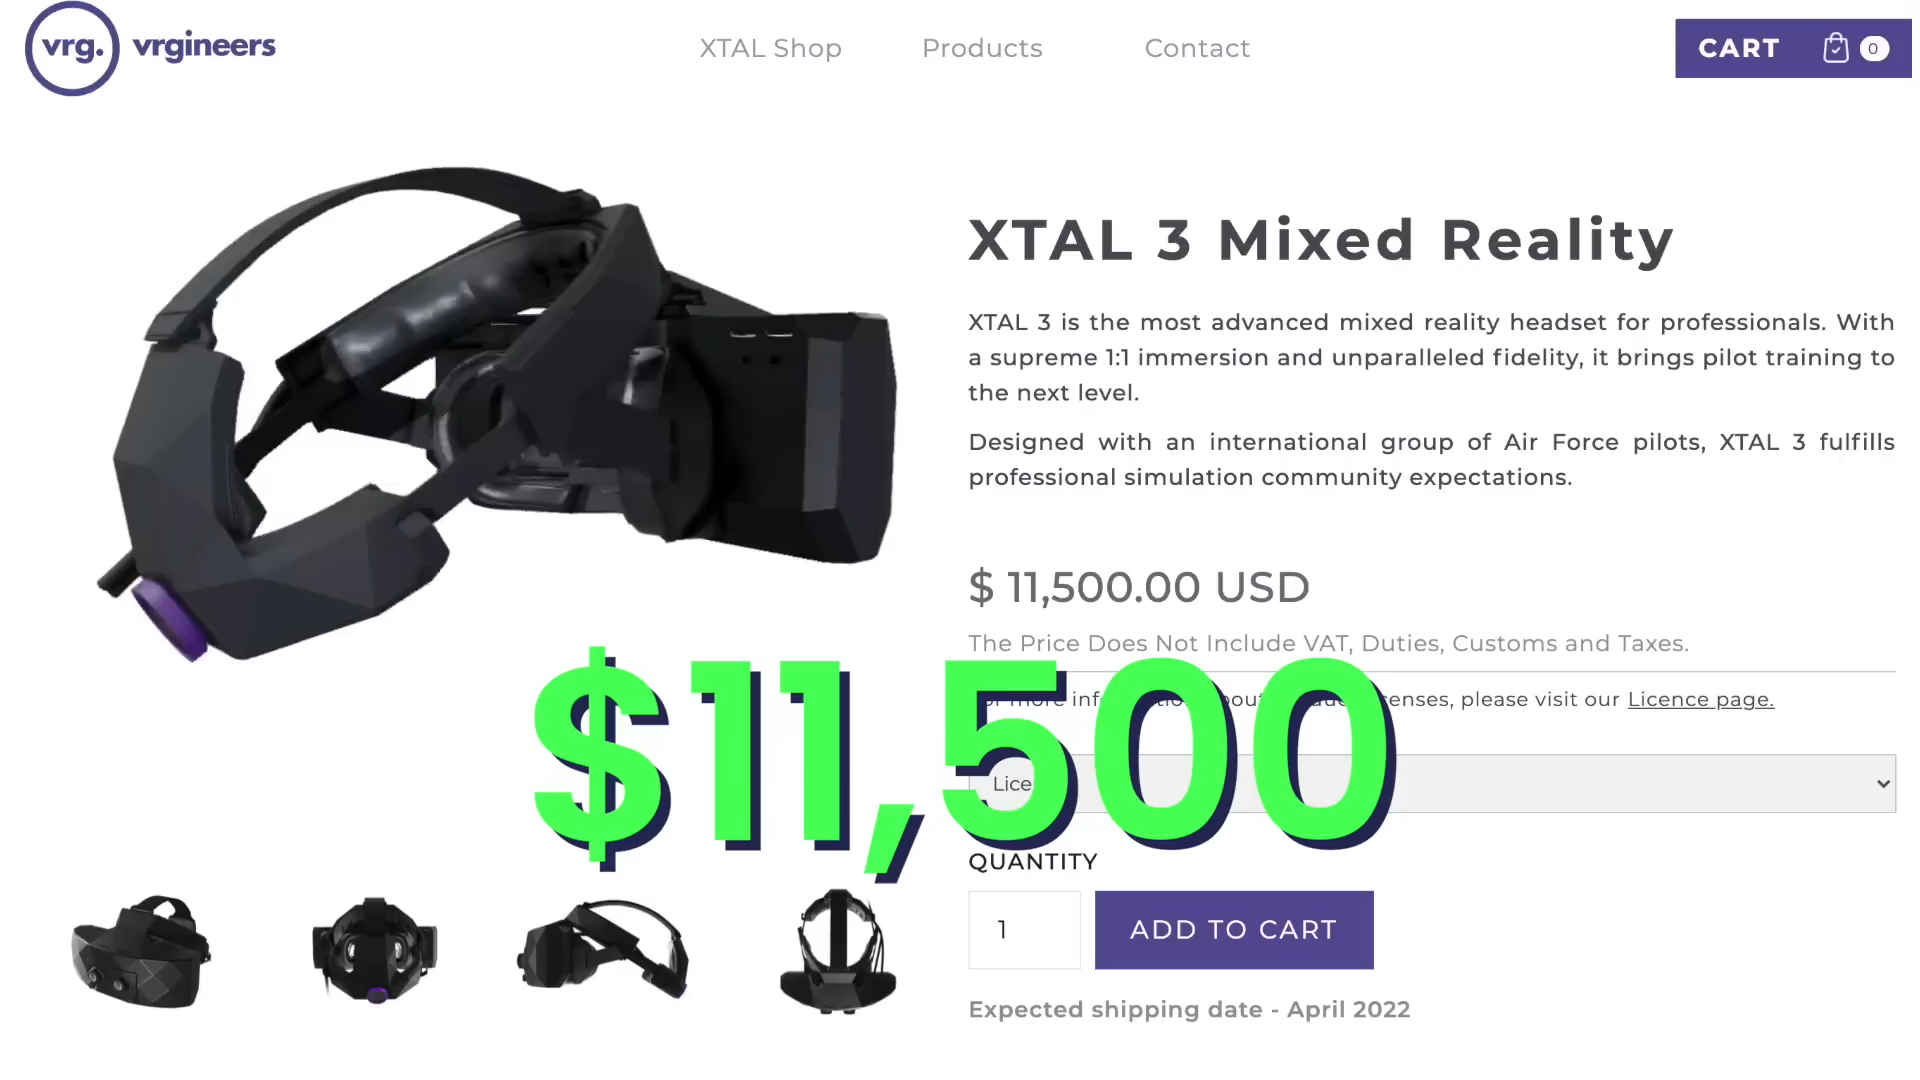 vrg. vrgineers
XTAL Shop
Products
Contact
CART 0
XTAL 3 Mixed Reality
XTAL 3 is the most advanced mixed reality headset for professionals. With
a supreme 1:1 immersion and unparalleled fidelity, it brings pilot training to
the next level.
Designed with an international group of Air Force pilots, XTAL 3 fulfills
professional simulation community expectations.
$ 11,500.00 USD
The Price Does Not Include VAT, Duties, Customs and Taxes.
please visit our Licence page.
$11,500
QUANTITY
1
ADD TO CART
Expected shipping date - April 2022